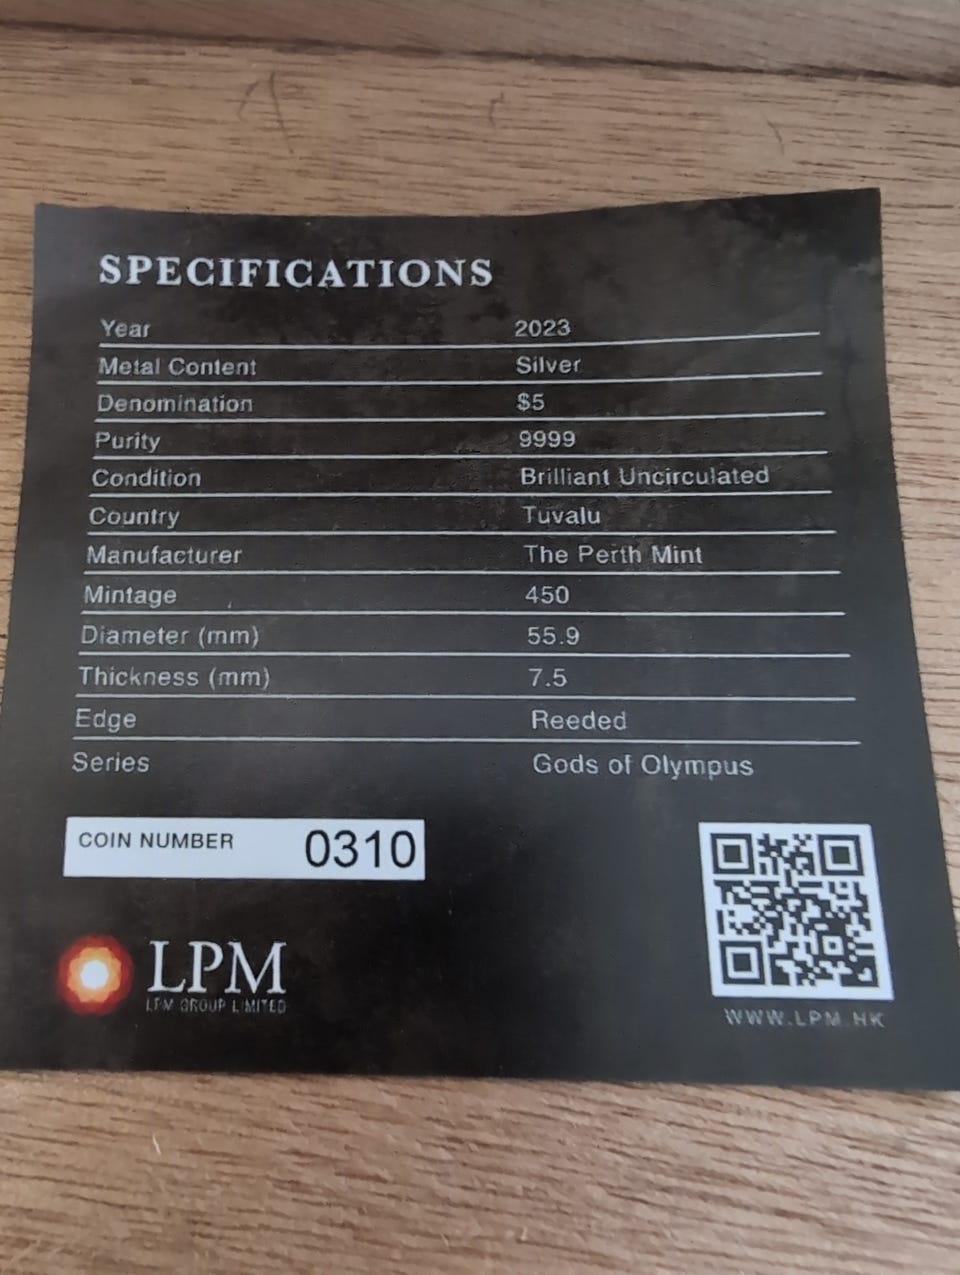 SPECIFICATIONS
Year 2023
Metal Content Silver
Denomination $5
Purity 9999
Condition Brilliant Uncirculated
Country Tuvalu
Manufacturer The Perth Mint
Mintage 450
Diameter (mm) 55.9
Thickness (mm) 7.5
Edge Reeded
Series Gods of Olympus
COIN NUMBER 0310
LPM
LPM GROUP LIMITED
WWW.LPM.HK